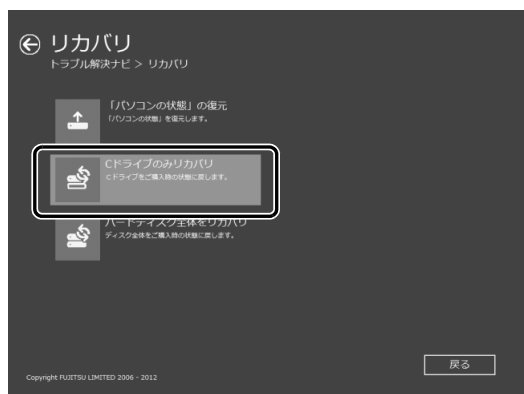 リカバリ
トラブル解決ナビ > リカバリ
「パソコンの状態」の復元
「パソコンの状態」を復元します。
Cドライブのみリカバリ
Cドライブをご購入時の状態に戻します。
ハードディスク全体をリカバリ
ディスク全体をご購入時の状態に戻します。
戻る
Copyright FUJITSU LIMITED 2006 - 2012